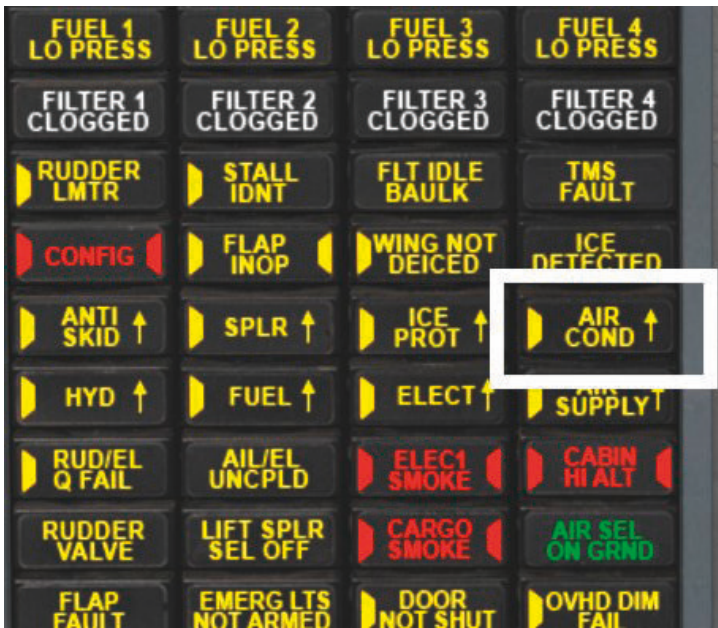 FUEL 1 FUEL 2 FUEL 3 FUEL 4
LO PRESS LO PRESS LO PRESS LO PRESS
FILTER 1 FILTER 2 FILTER 3 FILTER 4
CLOGGED CLOGGED CLOGGED CLOGGED
RUDDER STALL FLT IDLE TMS
LMTR IDNT BAULK FAULT
CONFIG FLAP WING NOT ICE
INOP DEICED DETECTED
ANTI SPLR ↑ ICE AIR
SKID ↑ PROT ↑ COND ↑
HYD ↑ FUEL ↑ ELECT ↑ AIR
SUPPLY ↑
RUD/EL AIL/EL ELEC1 CABIN
Q FAIL UNCPLD SMOKE HI ALT
RUDDER LIFT SPLR CARGO AIR SEL
VALVE SEL OFF SMOKE ON GRND
FLAP EMERG LTS DOOR OVHD DIM
FAULT NOT ARMED NOT SHUT FAIL